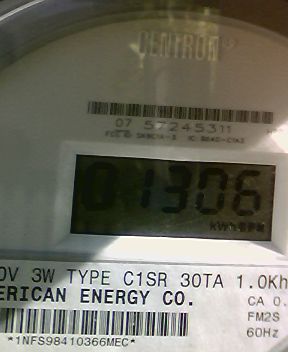 CENTRON®
07 57245311
01306
KWH
0V 3W TYPE C1SR 30TA 1.0Kh
ERICAN ENERGY CO.
CA 0.
FM2S
60Hz
*1NFS98410366MEC*